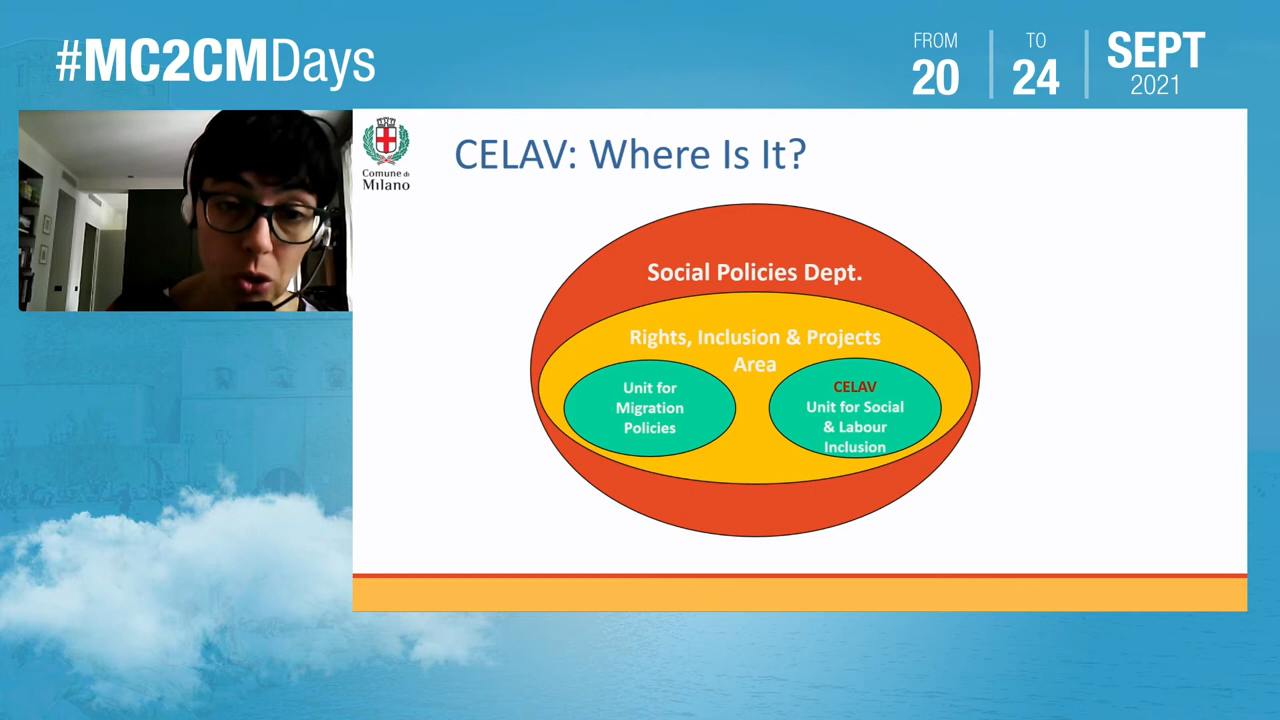 #MC2CMDays
FROM
20
TO
24
SEPT
2021
Comune di
Milano
CELAV: Where Is It?
Social Policies Dept.
Rights, Inclusion & Projects
Area
Unit for
Migration
Policies
CELAV
Unit for Social
& Labour
Inclusion